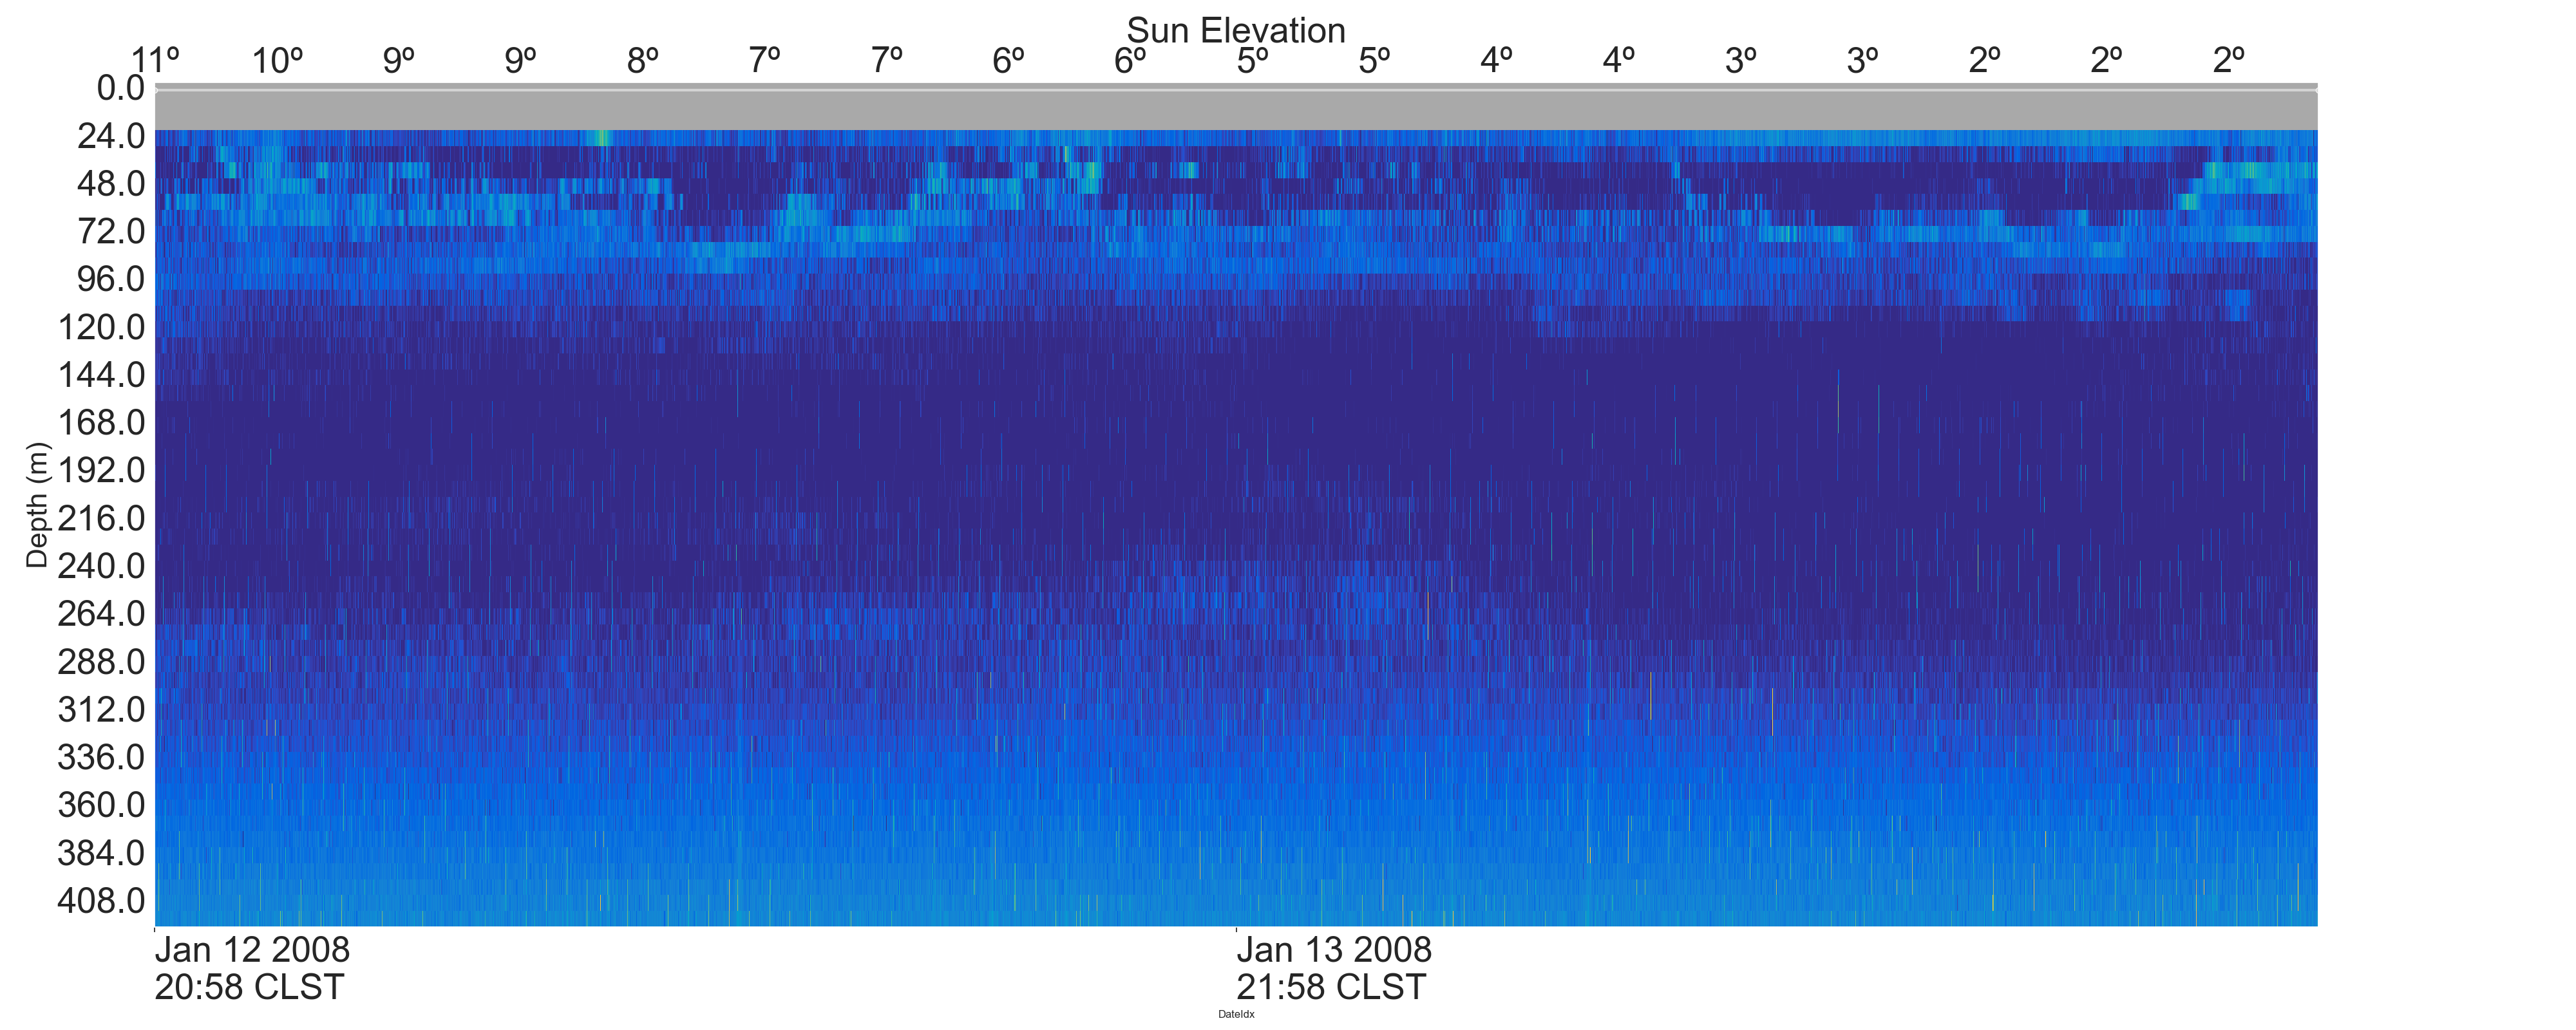 Sun Elevation
11º 10º 9º 9º 8º 7º 7º 6º 6º 5º 5º 4º 4º 3º 3º 2º 2º 2º
0.0
24.0
48.0
72.0
96.0
120.0
144.0
168.0
192.0
216.0
240.0
264.0
288.0
312.0
336.0
360.0
384.0
408.0
Depth (m)
Jan 12 2008
20:58 CLST
Jan 13 2008
21:58 CLST
DateIdx